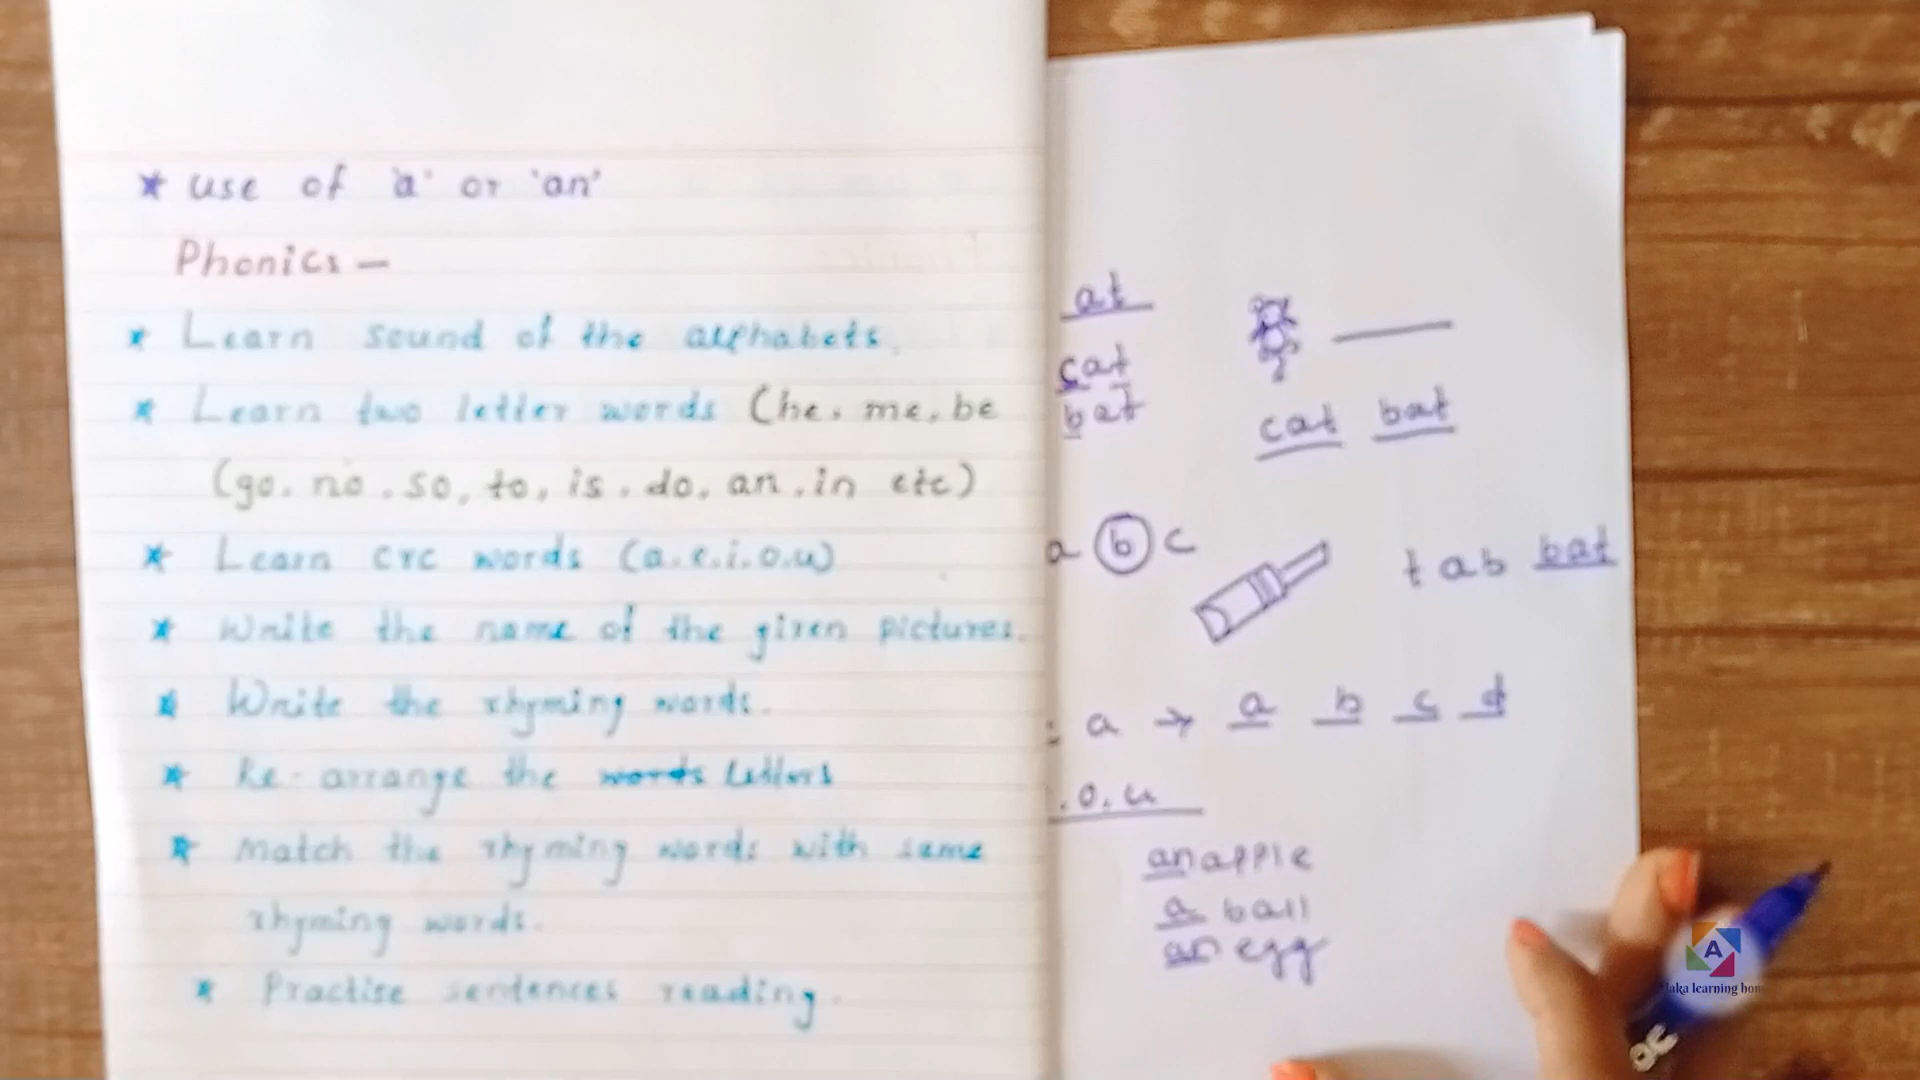 * use of 'a' or 'an'
Phonics –
* Learn sound of the alphabets.
* Learn two letter words (he, me, be
(go, no, so, to, is, do, an, in etc)
* Learn cvc words (a.e.i.o.u)
* Write the name of the given pictures.
* Write the rhyming words.
* Re-arrange the words letters
* Match the rhyming words with same
rhyming words.
* Practise sentences reading.
at
cat
bat
cat bat
a b c
tab bat
a → a b c d
.o.u
an apple
a ball
an egg
A
learning